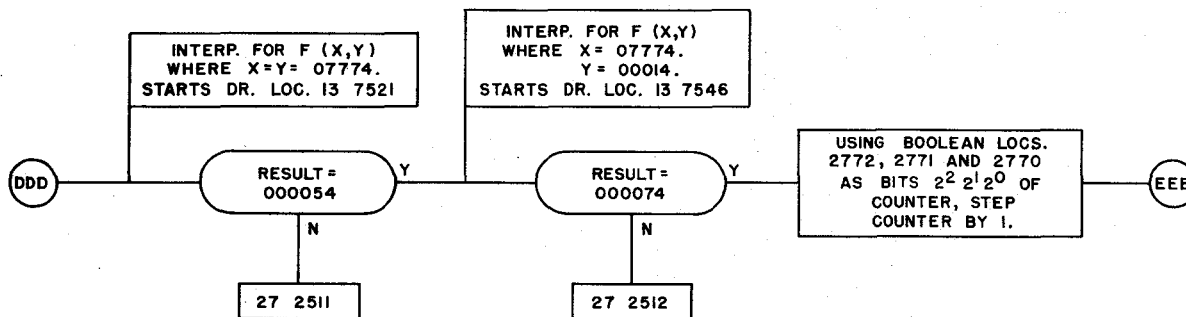 INTERP. FOR F (X,Y)
WHERE X=Y= 07774.
STARTS DR. LOC. 13 7521
INTERP. FOR F (X,Y)
WHERE X= 07774.
Y= 00014.
STARTS DR. LOC. 13 7546
DDD
RESULT=
000054
Y
N
27 2511
RESULT=
000074
Y
N
27 2512
USING BOOLEAN LOCS.
2772, 2771 AND 2770
AS BITS 2² 2¹ 2⁰ OF
COUNTER, STEP
COUNTER BY 1.
EEE